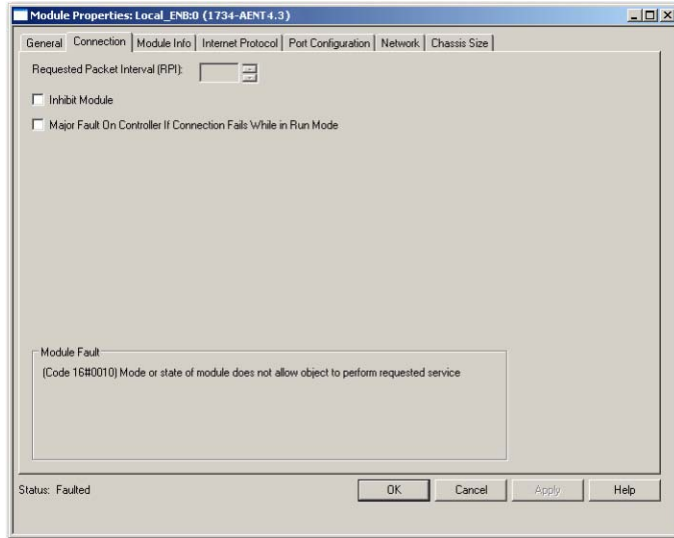 Module Properties: Local_ENB:0 (1734-AENT 4.3)
General Connection Module Info Internet Protocol Port Configuration Network Chassis Size
Requested Packet Interval (RPI):
Inhibit Module
Major Fault On Controller If Connection Fails While in Run Mode
Module Fault
(Code 16#0010) Mode or state of module does not allow object to perform requested service
Status: Faulted OK Cancel Apply Help